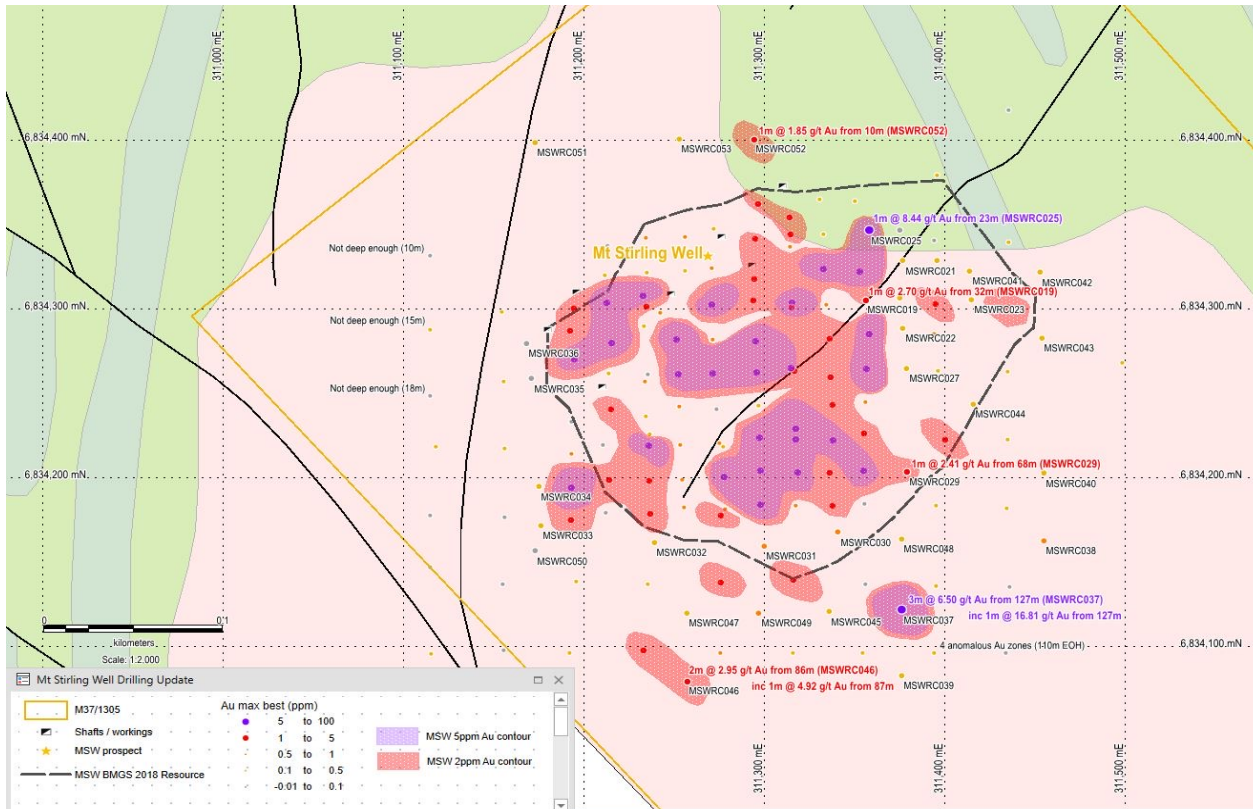 311,000 mE
311,100 mE
311,200 mE
311,300 mE
311,400 mE
311,500 mE
6,834,400 mN
6,834,400 mN
1m @ 1.85 g/t Au from 10m (MSWRC052)
MSWRC051
MSWRC053
MSWRC052
1m @ 8.44 g/t Au from 23m (MSWRC025)
MSWRC025
Not deep enough (10m)
Mt Stirling Well
MSWRC021
MSWRC041
MSWRC042
1m @ 2.70 g/t Au from 32m (MSWRC019)
6,834,300 mN
6,834,300 mN
MSWRC019
MSWRC023
Not deep enough (15m)
MSWRC022
MSWRC036
MSWRC043
Not deep enough (18m)
MSWRC035
MSWRC027
MSWRC044
1m @ 2.41 g/t Au from 68m (MSWRC029)
6,834,200 mN
6,834,200 mN
MSWRC029
MSWRC040
MSWRC034
MSWRC033
MSWRC030
MSWRC048
MSWRC038
MSWRC050
MSWRC032
MSWRC031
3m @ 6.50 g/t Au from 127m (MSWRC037)
inc 1m @ 16.81 g/t Au from 127m
MSWRC047
MSWRC049
MSWRC045
MSWRC037
4 anomalous Au zones (110m EOH)
6,834,100 mN
0
0.1
kilometers
Scale: 1:2,000
2m @ 2.95 g/t Au from 86m (MSWRC046)
inc 1m @ 4.92 g/t Au from 87m
MSWRC046
MSWRC039
311,000 mE
311,100 mE
311,200 mE
311,300 mE
311,400 mE
311,500 mE
Mt Stirling Well Drilling Update
M37/1305
Shafts / workings
MSW prospect
MSW BMGS 2018 Resource
Au max best (ppm)
5 to 100
1 to 5
0.5 to 1
0.1 to 0.5
-0.01 to 0.1
MSW 5ppm Au contour
MSW 2ppm Au contour